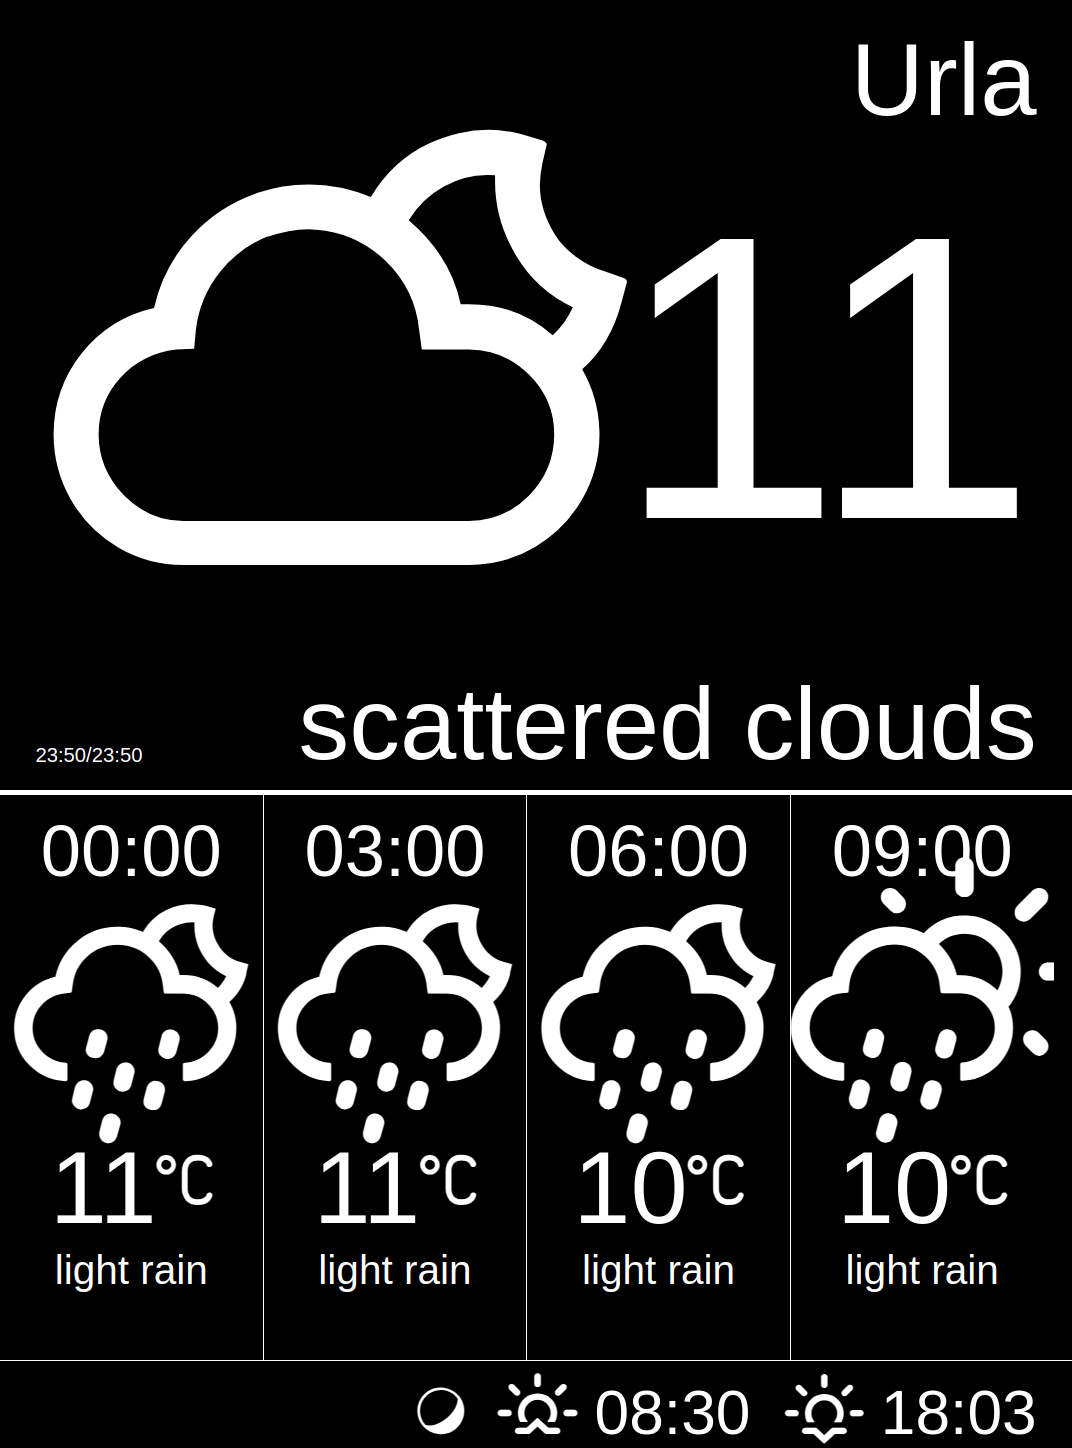 Urla
11
scattered clouds
23:50/23:50
00:00 03:00 06:00 09:00
11°C 11°C 10°C 10°C
light rain light rain light rain light rain
08:30 18:03